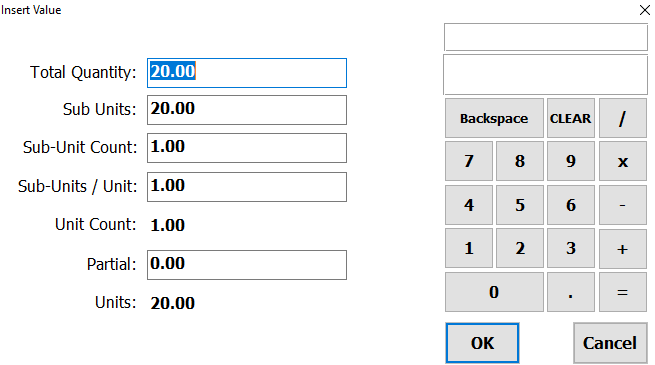 Insert Value
Total Quantity: 20.00
Sub Units: 20.00
Sub-Unit Count: 1.00
Sub-Units / Unit: 1.00
Unit Count: 1.00
Partial: 0.00
Units: 20.00
Backspace CLEAR /
7 8 9 x
4 5 6 -
1 2 3 +
0 . =
OK Cancel